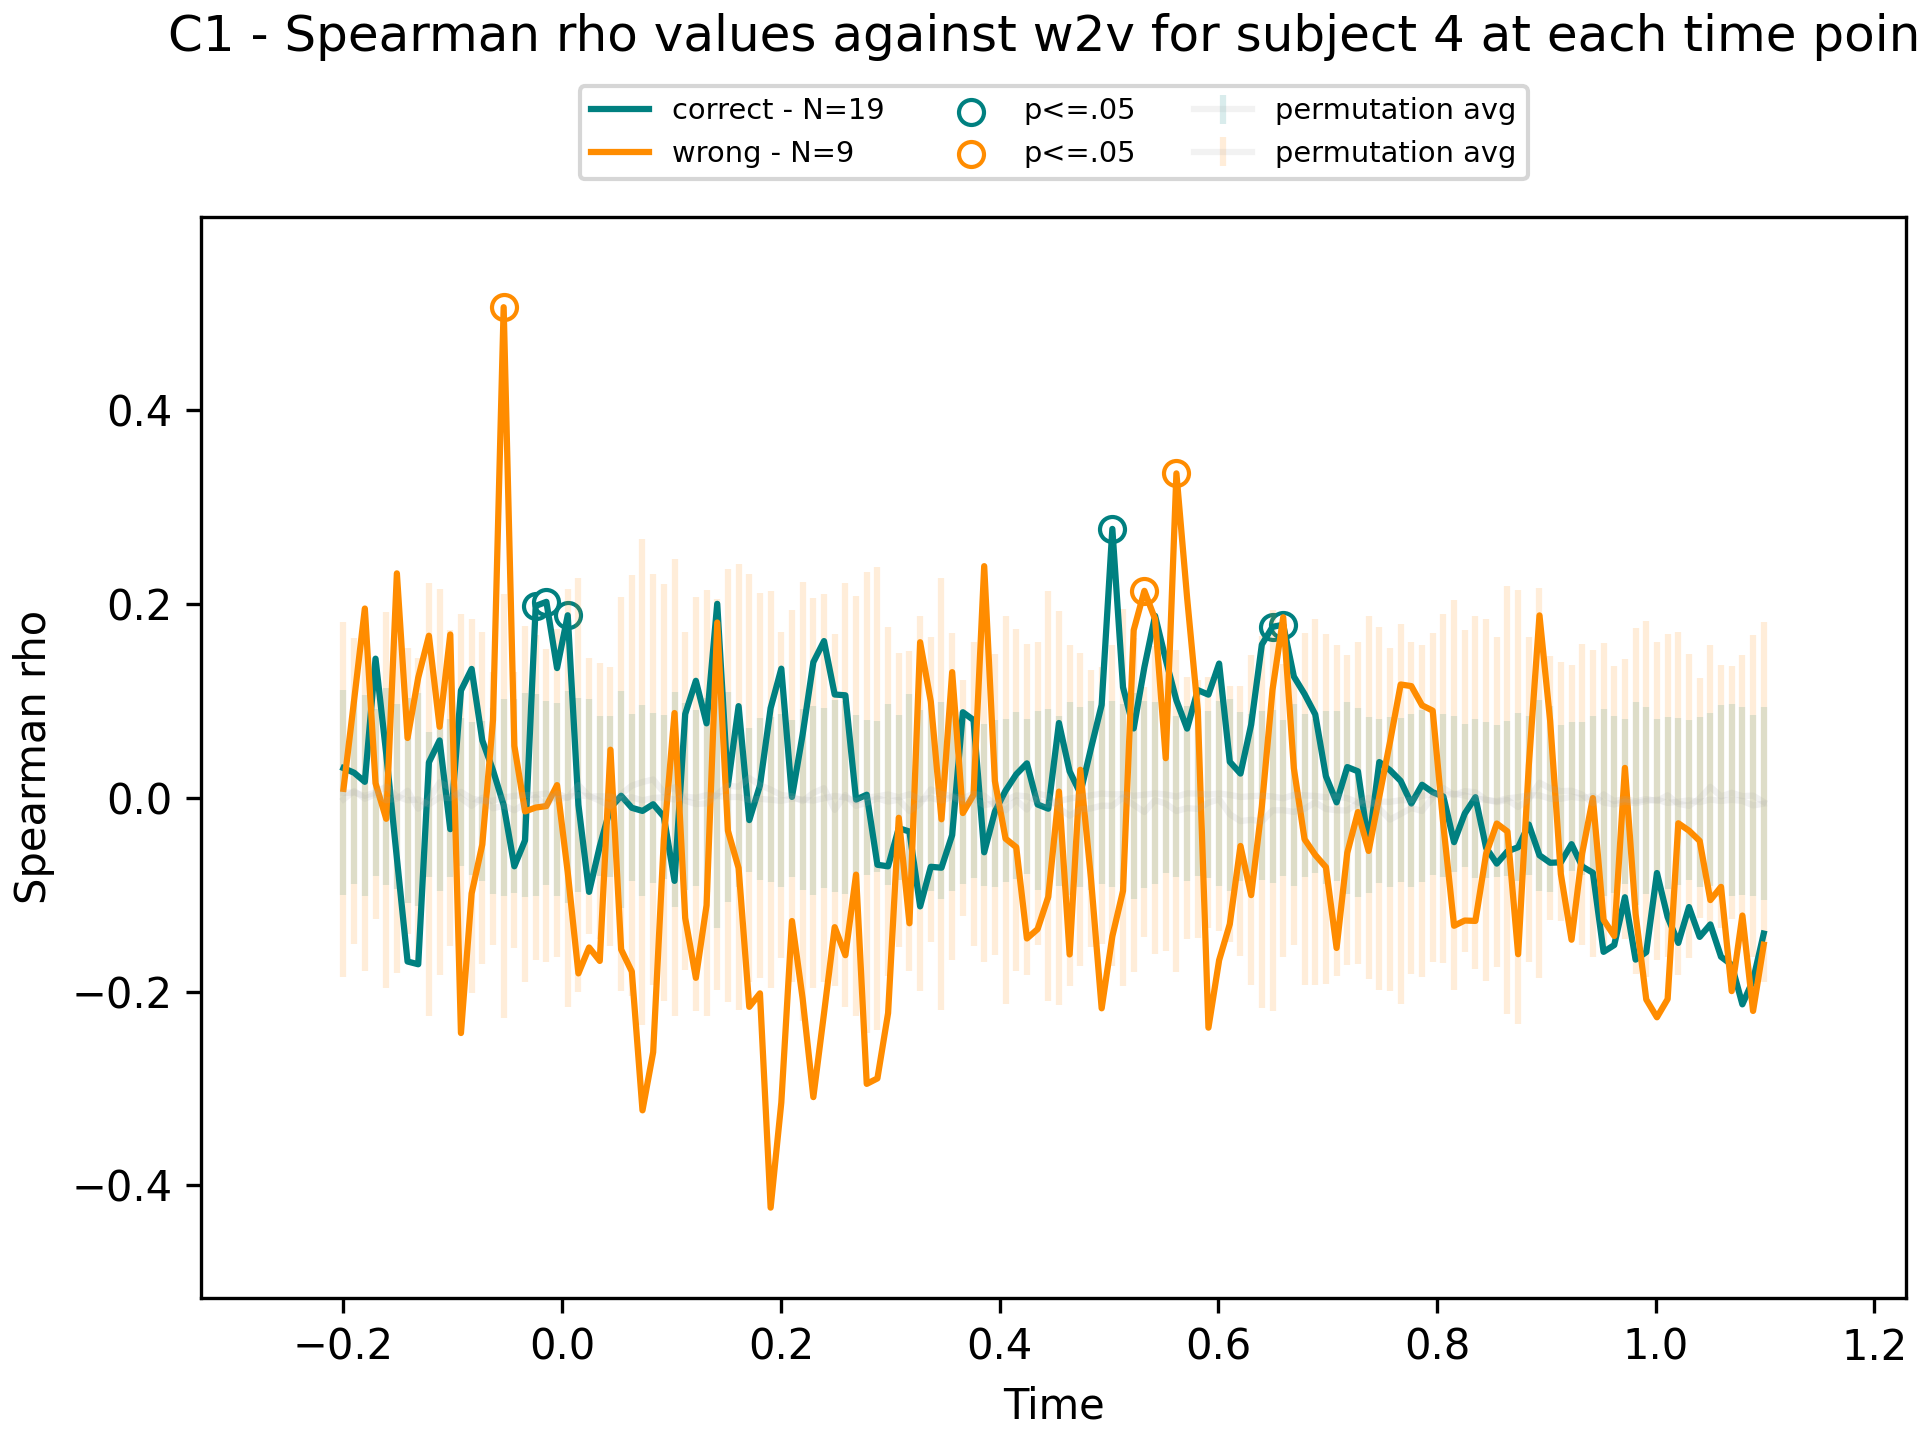 C1 - Spearman rho values against w2v for subject 4 at each time poin
correct - N=19
wrong - N=9
p<=.05
p<=.05
permutation avg
permutation avg
Spearman rho
0.4
0.2
0.0
−0.2
−0.4
−0.2 0.0 0.2 0.4 0.6 0.8 1.0 1.2
Time